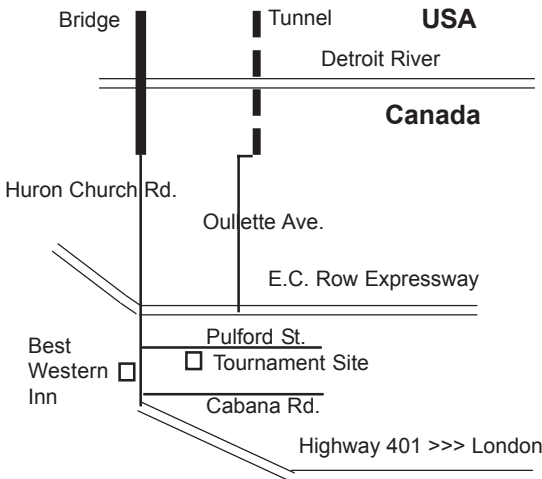 Bridge
Tunnel
USA
Detroit River
Canada
Huron Church Rd.
Oullette Ave.
E.C. Row Expressway
Pulford St.
Best
Western
Inn
Tournament Site
Cabana Rd.
Highway 401 >>> London